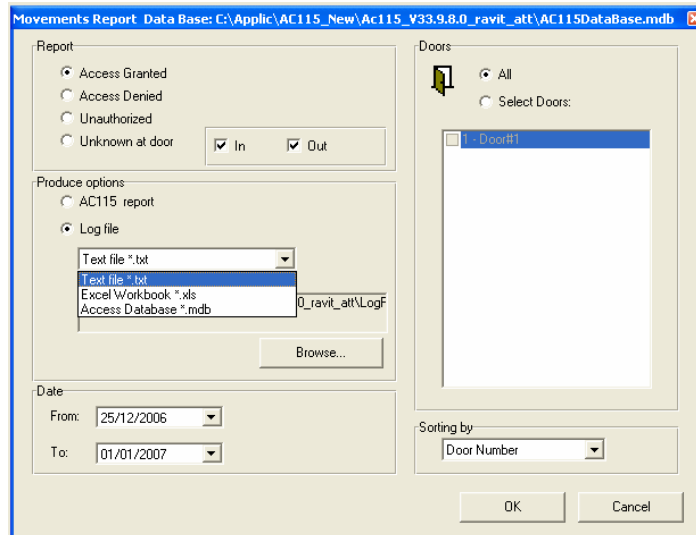 Movements Report Data Base: C:\Applic\AC115_New\Ac115_V33.9.8.0_ravit_att\AC115DataBase.mdb
Report
Access Granted
Access Denied
Unauthorized
Unknown at door
In
Out
Produce options
AC115 report
Log file
Text file *.txt
Text file *.txt
Excel Workbook *.xls
Access Database *.mdb
0_ravit_att\LogF
Browse...
Date
From: 25/12/2006
To: 01/01/2007
Doors
All
Select Doors:
1 - Door#1
Sorting by
Door Number
OK
Cancel